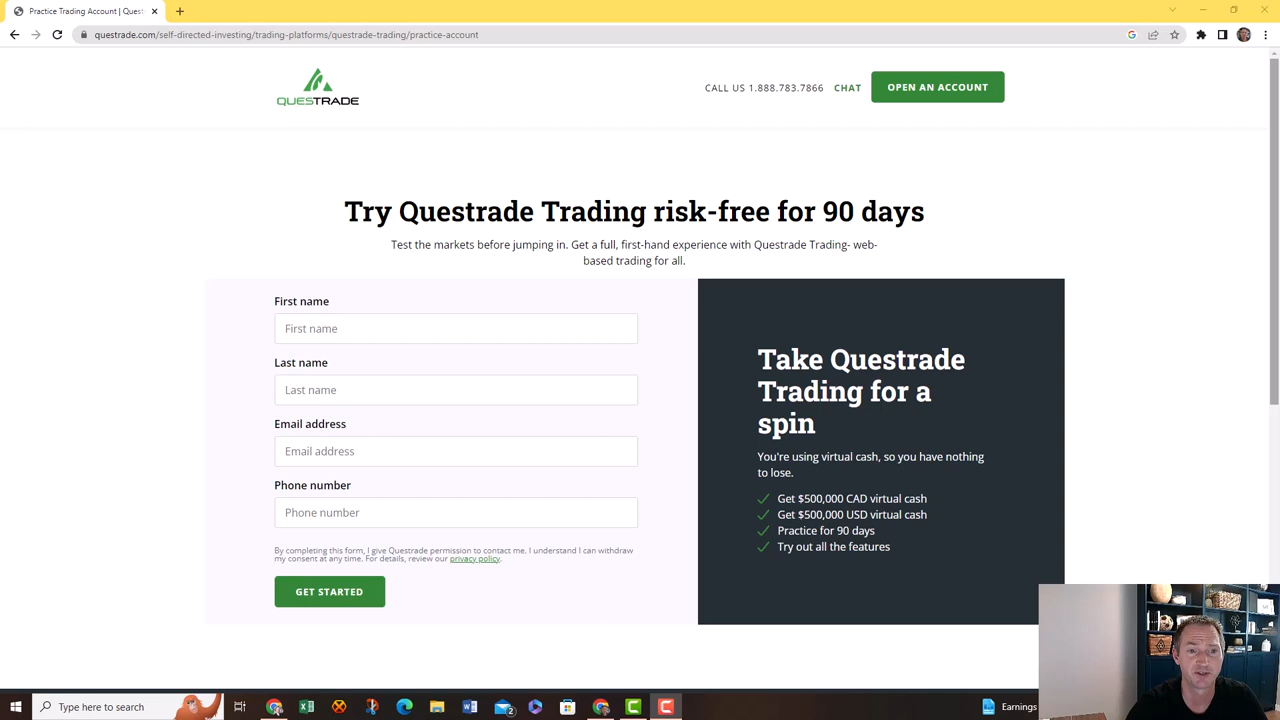 Practice Trading Account | Ques
questrade.com/self-directed-investing/trading-platforms/questrade-trading/practice-account
QUESTRADE
CALL US 1.888.783.7866
CHAT
OPEN AN ACCOUNT
Try Questrade Trading risk-free for 90 days
Test the markets before jumping in. Get a full, first-hand experience with Questrade Trading- web-
based trading for all.
First name
First name
Last name
Last name
Email address
Email address
Phone number
Phone number
By completing this form, I give Questrade permission to contact me. I understand I can withdraw
my consent at any time. For details, review our privacy policy.
GET STARTED
Take Questrade
Trading for a
spin
You're using virtual cash, so you have nothing
to lose.
Get $500,000 CAD virtual cash
Get $500,000 USD virtual cash
Practice for 90 days
Try out all the features
Type here to search
Earnings